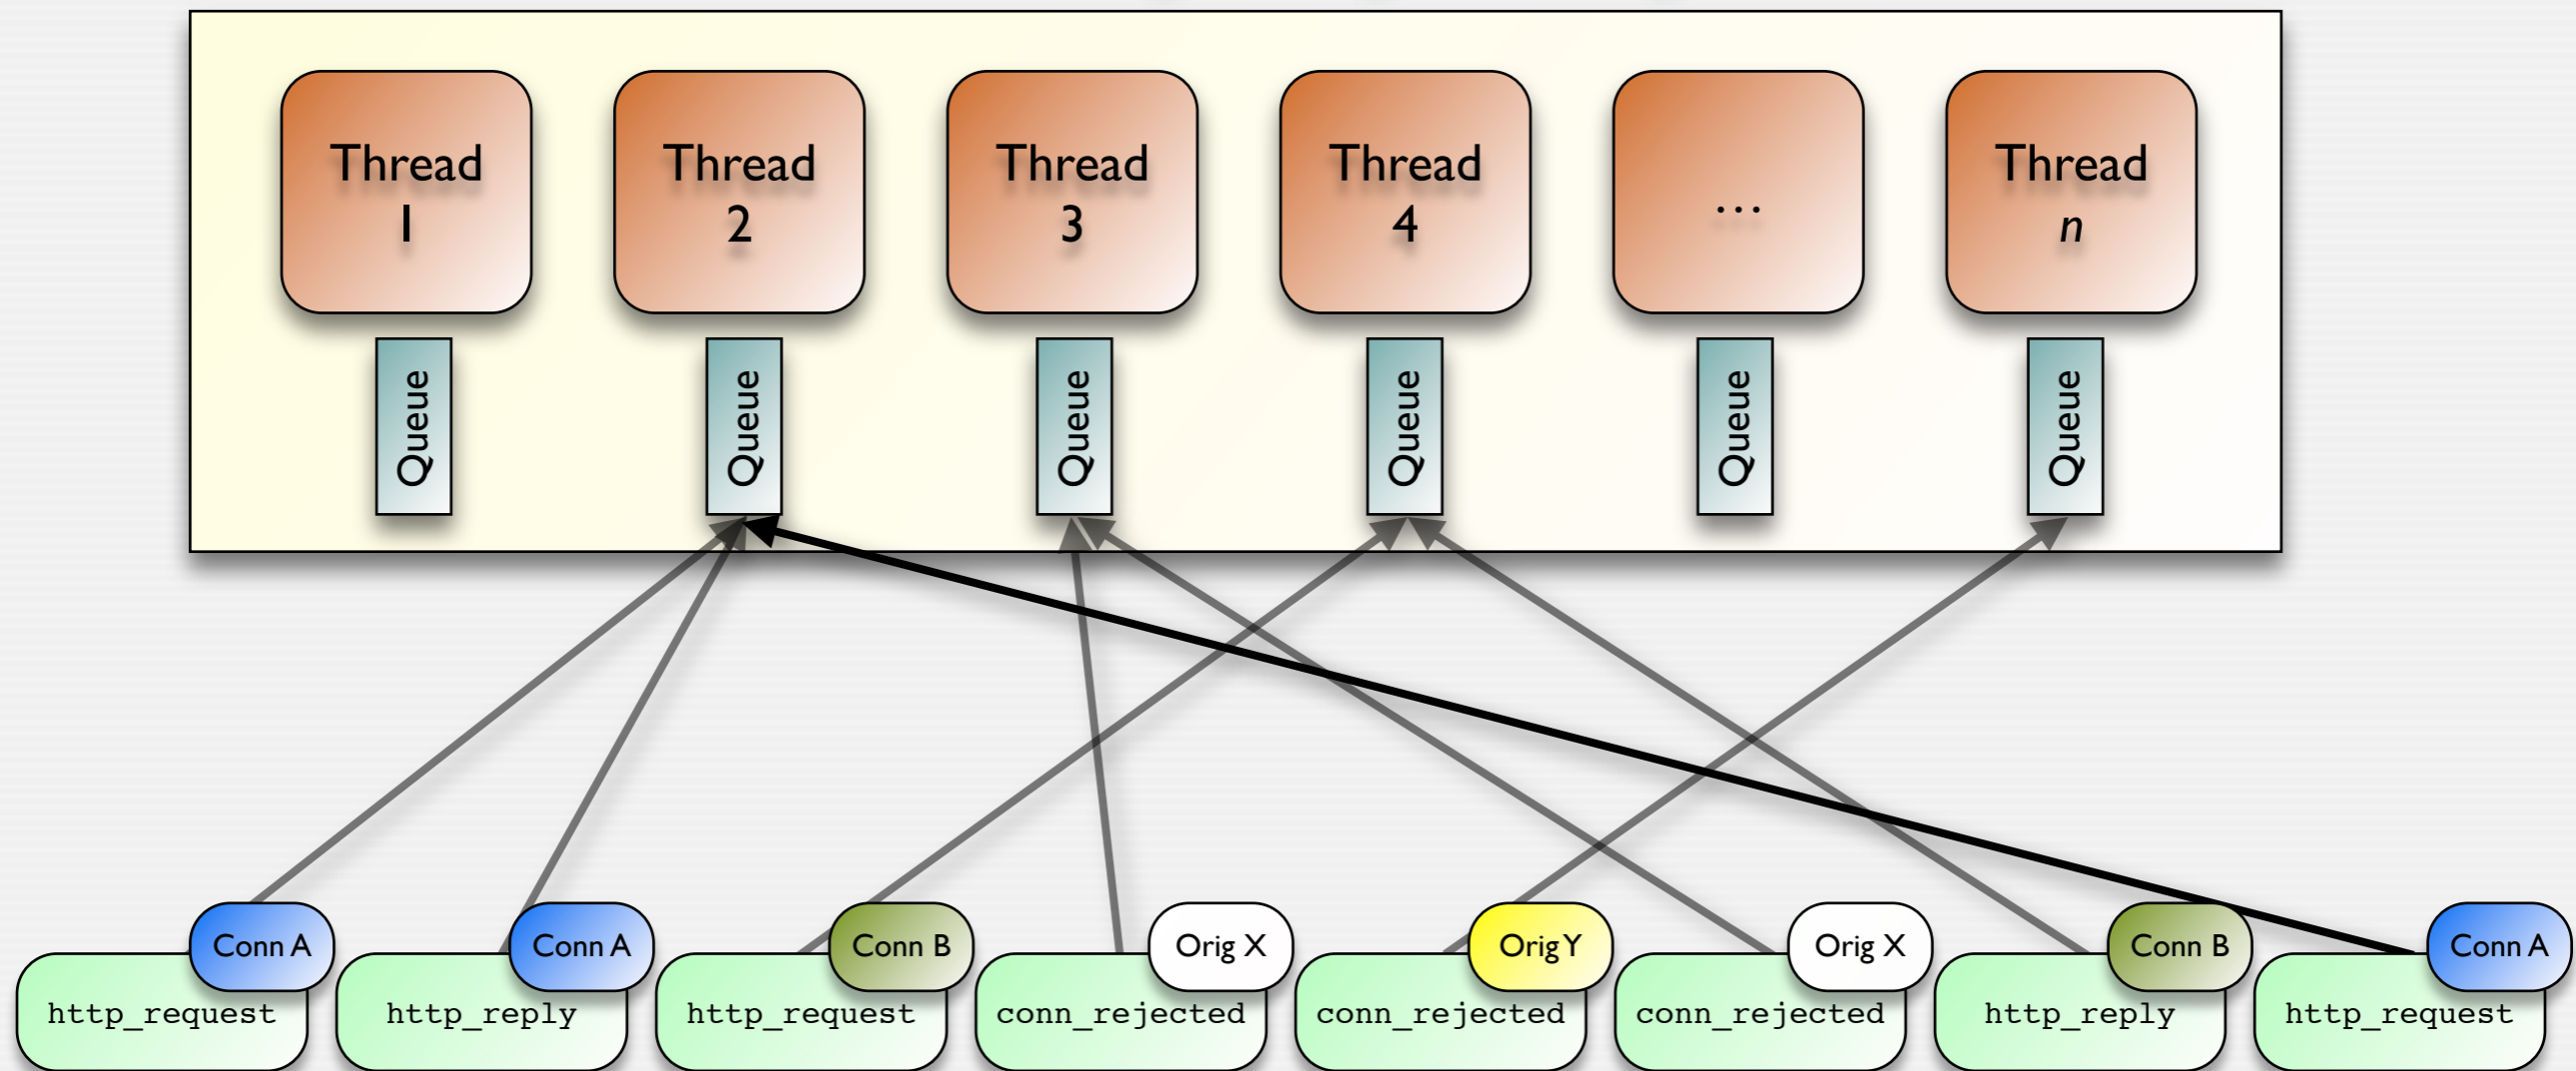 Thread
1
Thread
2
Thread
3
Thread
4
...
Thread
n
Queue
Queue
Queue
Queue
Queue
Queue
Conn A
Conn A
Conn B
Orig X
Orig Y
Orig X
Conn B
Conn A
http_request
http_reply
http_request
conn_rejected
conn_rejected
conn_rejected
http_reply
http_request